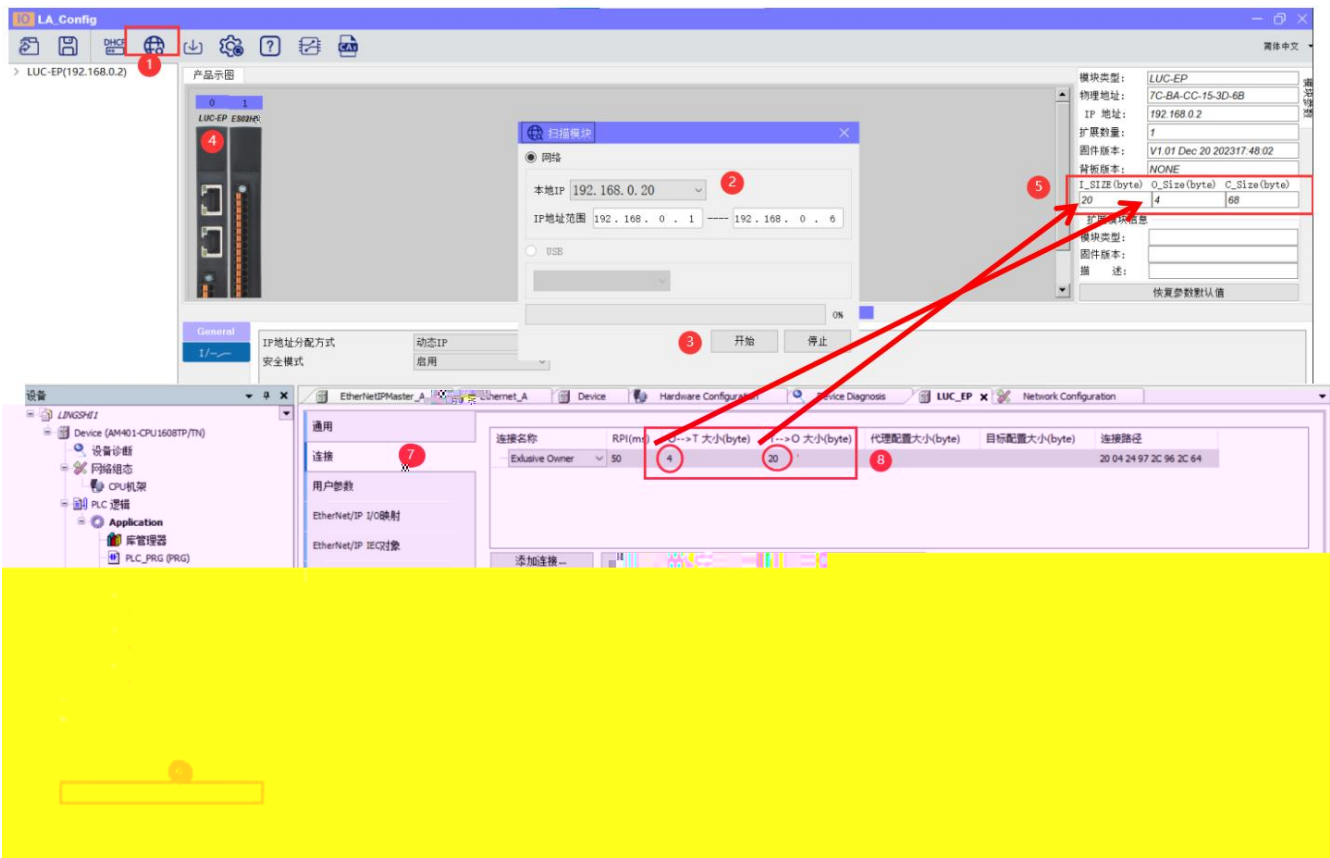 IO LA_Config
DHCP
CAT
简体中文
1
LUC-EP(192.168.0.2)
产品示图
0 1
LUC-EP
4
扫描模块
网络
本地IP 192.168.0.20
2
IP地址范围 192.168. 0 . 1 ---- 192.168. 0 . 6
USB
0%
3
开始 停止
模块类型: LUC-EP
物理地址: 7C-BA-CC-15-3D-6B
IP 地址: 192.168.0.2
扩展数量: 1
固件版本: V1.01 Dec 20 202317:48:02
背板版本: NONE
5
I_SIZE(byte) O_Size(byte) C_Size(byte)
20 4 68
模块类型:
固件版本:
描 述:
恢复参数默认值
General
IP地址分配方式 动态IP
安全模式 启用
设备
EtherNetIPMaster_A
Device
Hardware Configuration
Device Diagnosis
LUC_EP
Network Configuration
LINGSHI1
Device (AM401-CPU1608TP/TN)
设备诊断
网络组态
CPU机架
PLC 逻辑
Application
库管理器
PLC_PRG (PRG)
通用
连接
7
用户参数
EtherNet/IP I/O映射
EtherNet/IP IEC对象
连接名称 RPI(ms) O-->T 大小(byte) T-->O 大小(byte) 代理配置大小(byte) 目标配置大小(byte) 连接路径
Exlusive Owner 50 4 20 8 20 04 24 97 2C 96 2C 64
添加连接...